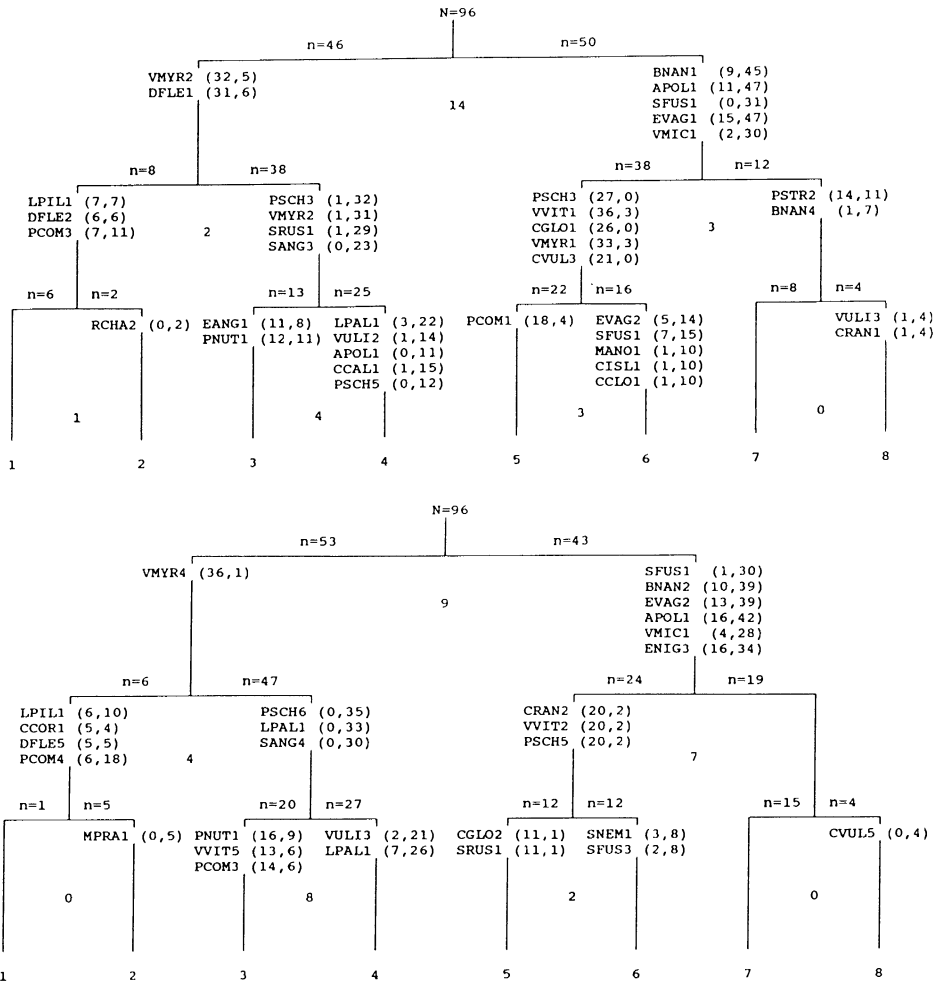 N=96
n=46 n=50
VMYR2 (32,5) BNAN1 (9,45)
DFLE1 (31,6) APOL1 (11,47)
14 SFUS1 (0,31)
EVAG1 (15,47)
VMIC1 (2,30)
n=8 n=38 n=38 n=12
LPIL1 (7,7) PSCH3 (1,32) PSCH3 (27,0) PSTR2 (14,11)
DFLE2 (6,6) VMYR2 (1,31) VVIT1 (36,3) BNAN4 (1,7)
PCOM3 (7,11) 2 SRUS1 (1,29) CGLO1 (26,0) 3
SANG3 (0,23) VMYR1 (33,3)
CVUL3 (21,0)
n=6 n=2 n=13 n=25 n=22 n=16 n=8 n=4
RCHA2 (0,2) EANG1 (11,8) LPAL1 (3,22) PCOM1 (18,4) EVAG2 (5,14) VULI3 (1,4)
PNUT1 (12,11) VULI2 (1,14) SFUS1 (7,15) CRAN1 (1,4)
APOL1 (0,11) MANO1 (1,10)
CCAL1 (1,15) CISL1 (1,10)
PSCH5 (0,12) CCLO1 (1,10)
1 4 3 0
1 2 3 4 5 6 7 8
N=96
n=53 n=43
VMYR4 (36,1) SFUS1 (1,30)
BNAN2 (10,39)
9 EVAG2 (13,39)
APOL1 (16,42)
VMIC1 (4,28)
ENIG3 (16,34)
n=6 n=47 n=24 n=19
LPIL1 (6,10) PSCH6 (0,35) CRAN2 (20,2)
CCOR1 (5,4) LPAL1 (0,33) VVIT2 (20,2)
DFLE5 (5,5) SANG4 (0,30) PSCH5 (20,2)
PCOM4 (6,18) 4 7
n=1 n=5 n=20 n=27 n=12 n=12 n=15 n=4
MPRA1 (0,5) PNUT1 (16,9) VULI3 (2,21) CGLO2 (11,1) SNEM1 (3,8) CVUL5 (0,4)
VVIT5 (13,6) LPAL1 (7,26) SRUS1 (11,1) SFUS3 (2,8)
PCOM3 (14,6)
0 8 2 0
1 2 3 4 5 6 7 8